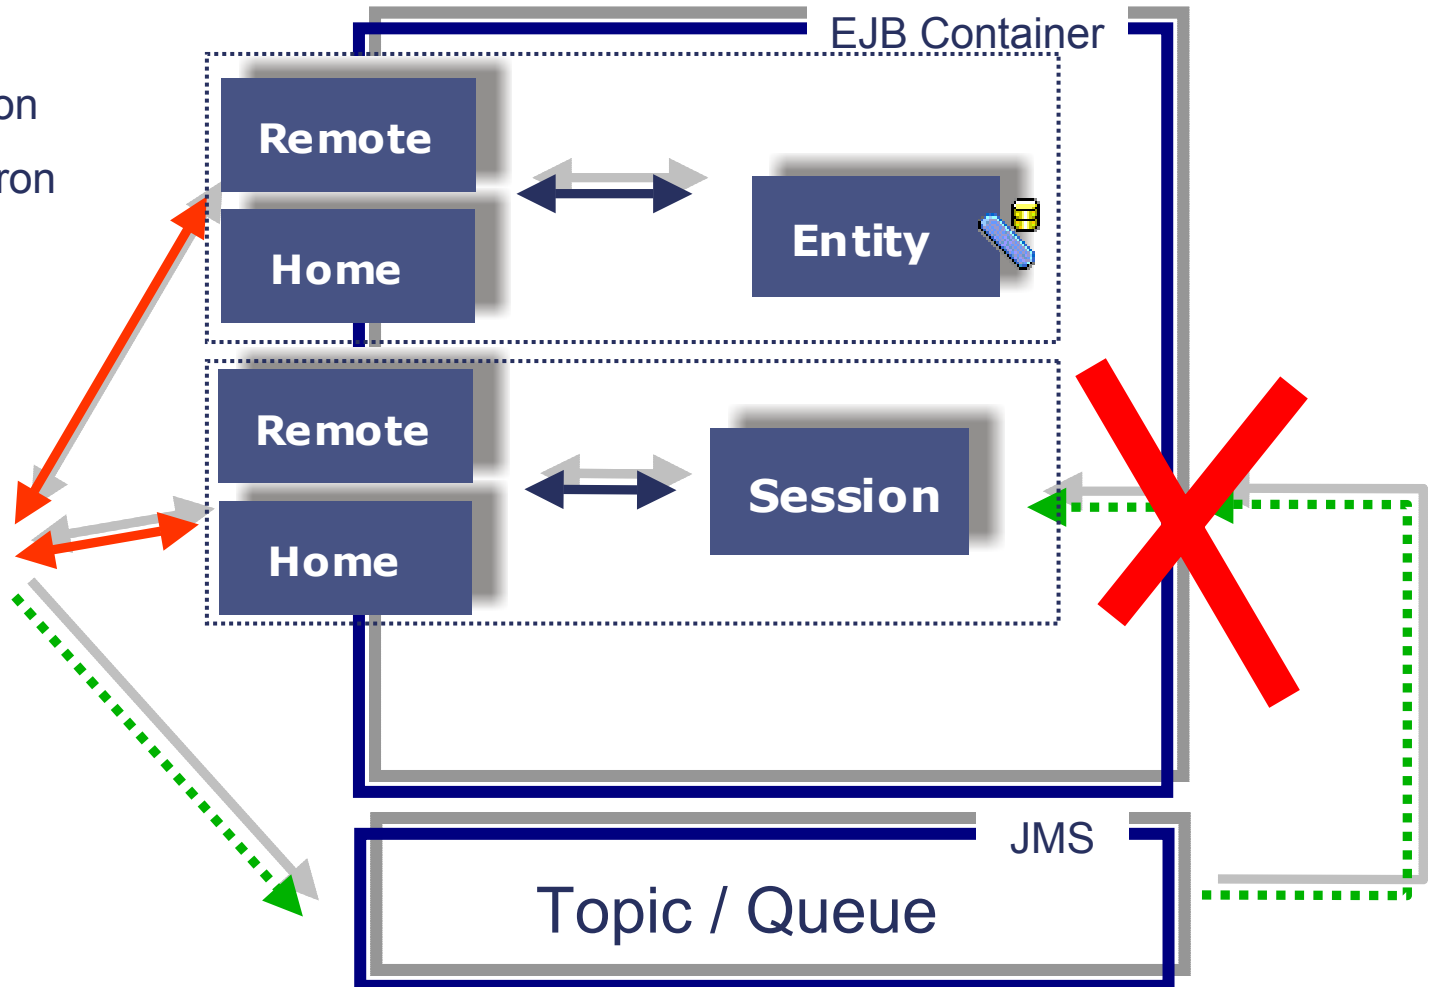 EJB Container
on
Remote
ron
Entity
Home
Remote
Session
Home
JMS
Topic / Queue